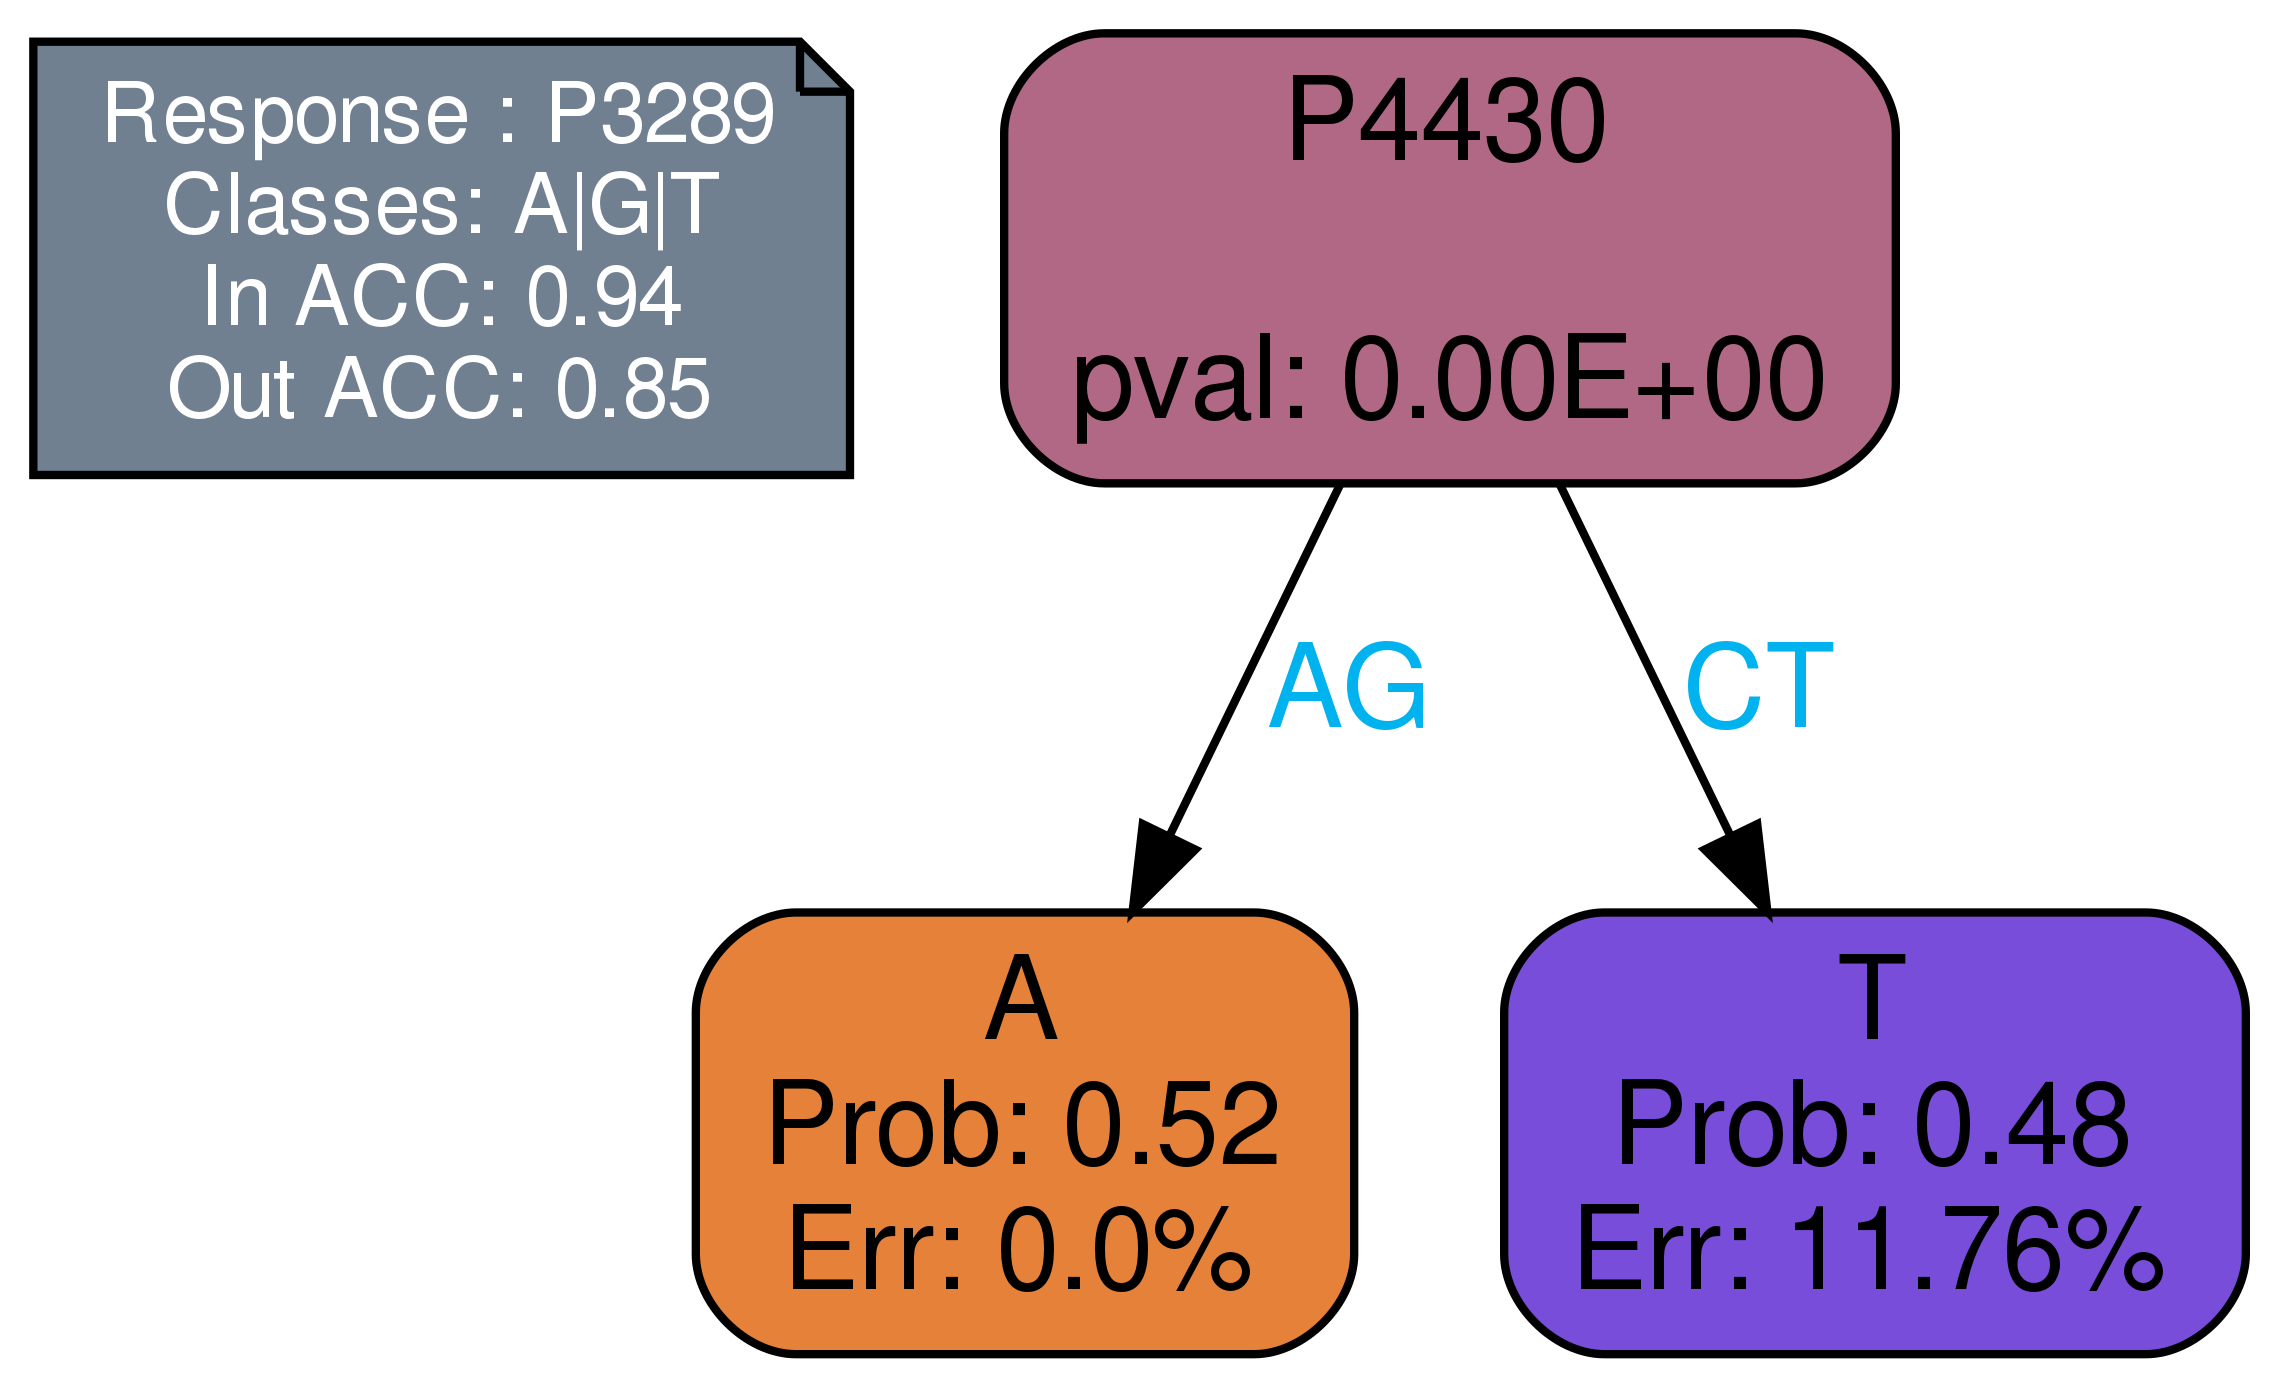 Response : P3289
Classes: A|G|T
In ACC: 0.94
Out ACC: 0.85
P4430
pval: 0.00E+00
AG
CT
A
Prob: 0.52
Err: 0.0%
T
Prob: 0.48
Err: 11.76%